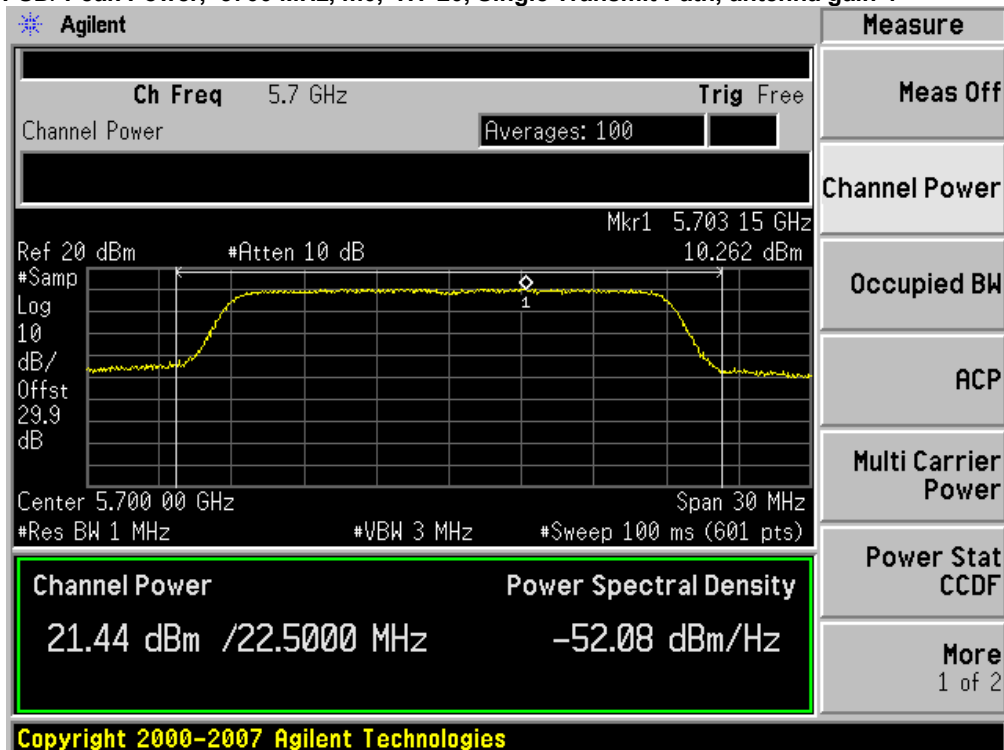 Agilent
Measure
Ch Freq 5.7 GHz
Trig Free
Channel Power
Averages: 100
Mkr1 5.703 15 GHz
Ref 20 dBm #Atten 10 dB 10.262 dBm
#Samp
Log
10
dB/
Offst
29.9
dB
1
Center 5.700 00 GHz Span 30 MHz
#Res BW 1 MHz #VBW 3 MHz #Sweep 100 ms (601 pts)
Channel Power Power Spectral Density
21.44 dBm /22.5000 MHz -52.08 dBm/Hz
Meas Off
Channel Power
Occupied BW
ACP
Multi Carrier
Power
Power Stat
CCDF
More
1 of 2
Copyright 2000-2007 Agilent Technologies